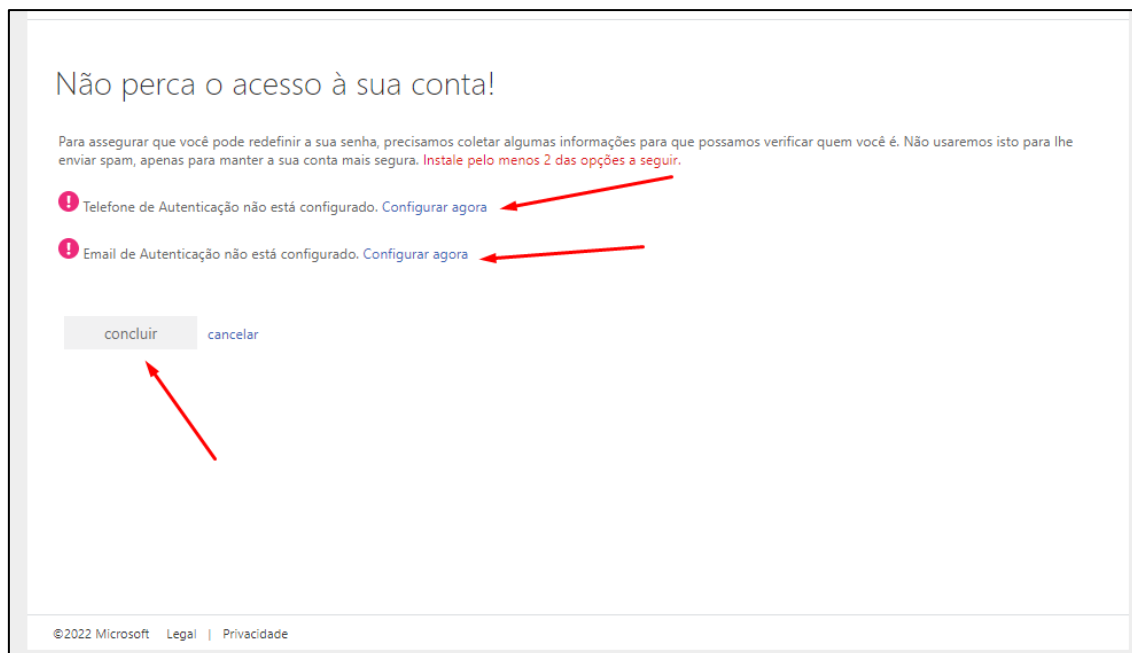 Não perca o acesso à sua conta!
Para assegurar que você pode redefinir a sua senha, precisamos coletar algumas informações para que possamos verificar quem você é. Não usaremos isto para lhe
enviar spam, apenas para manter a sua conta mais segura. Instale pelo menos 2 das opções a seguir.
Telefone de Autenticação não está configurado. Configurar agora
Email de Autenticação não está configurado. Configurar agora
concluir cancelar
©2022 Microsoft Legal | Privacidade